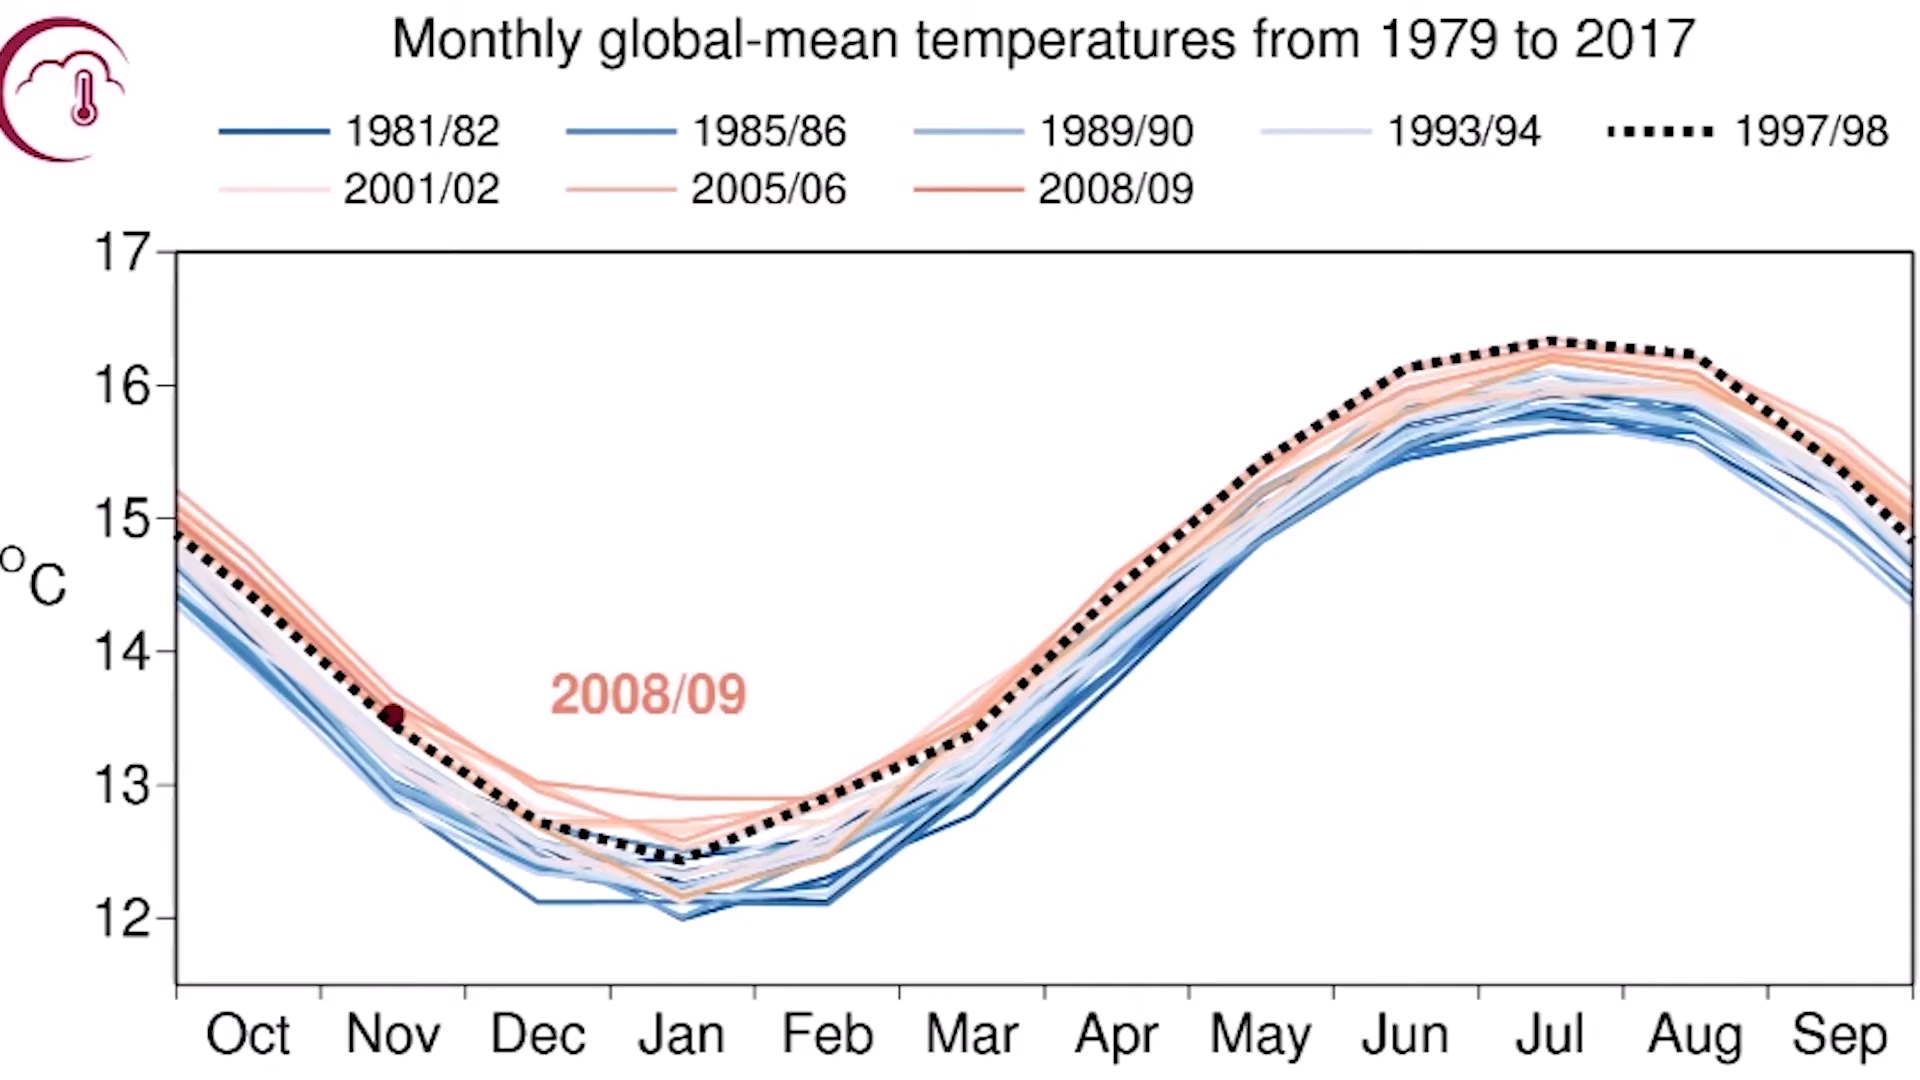 Monthly global-mean temperatures from 1979 to 2017
1981/82 1985/86 1989/90 1993/94 1997/98
2001/02 2005/06 2008/09
17
16
15
°C
14
2008/09
13
12
Oct Nov Dec Jan Feb Mar Apr May Jun Jul Aug Sep